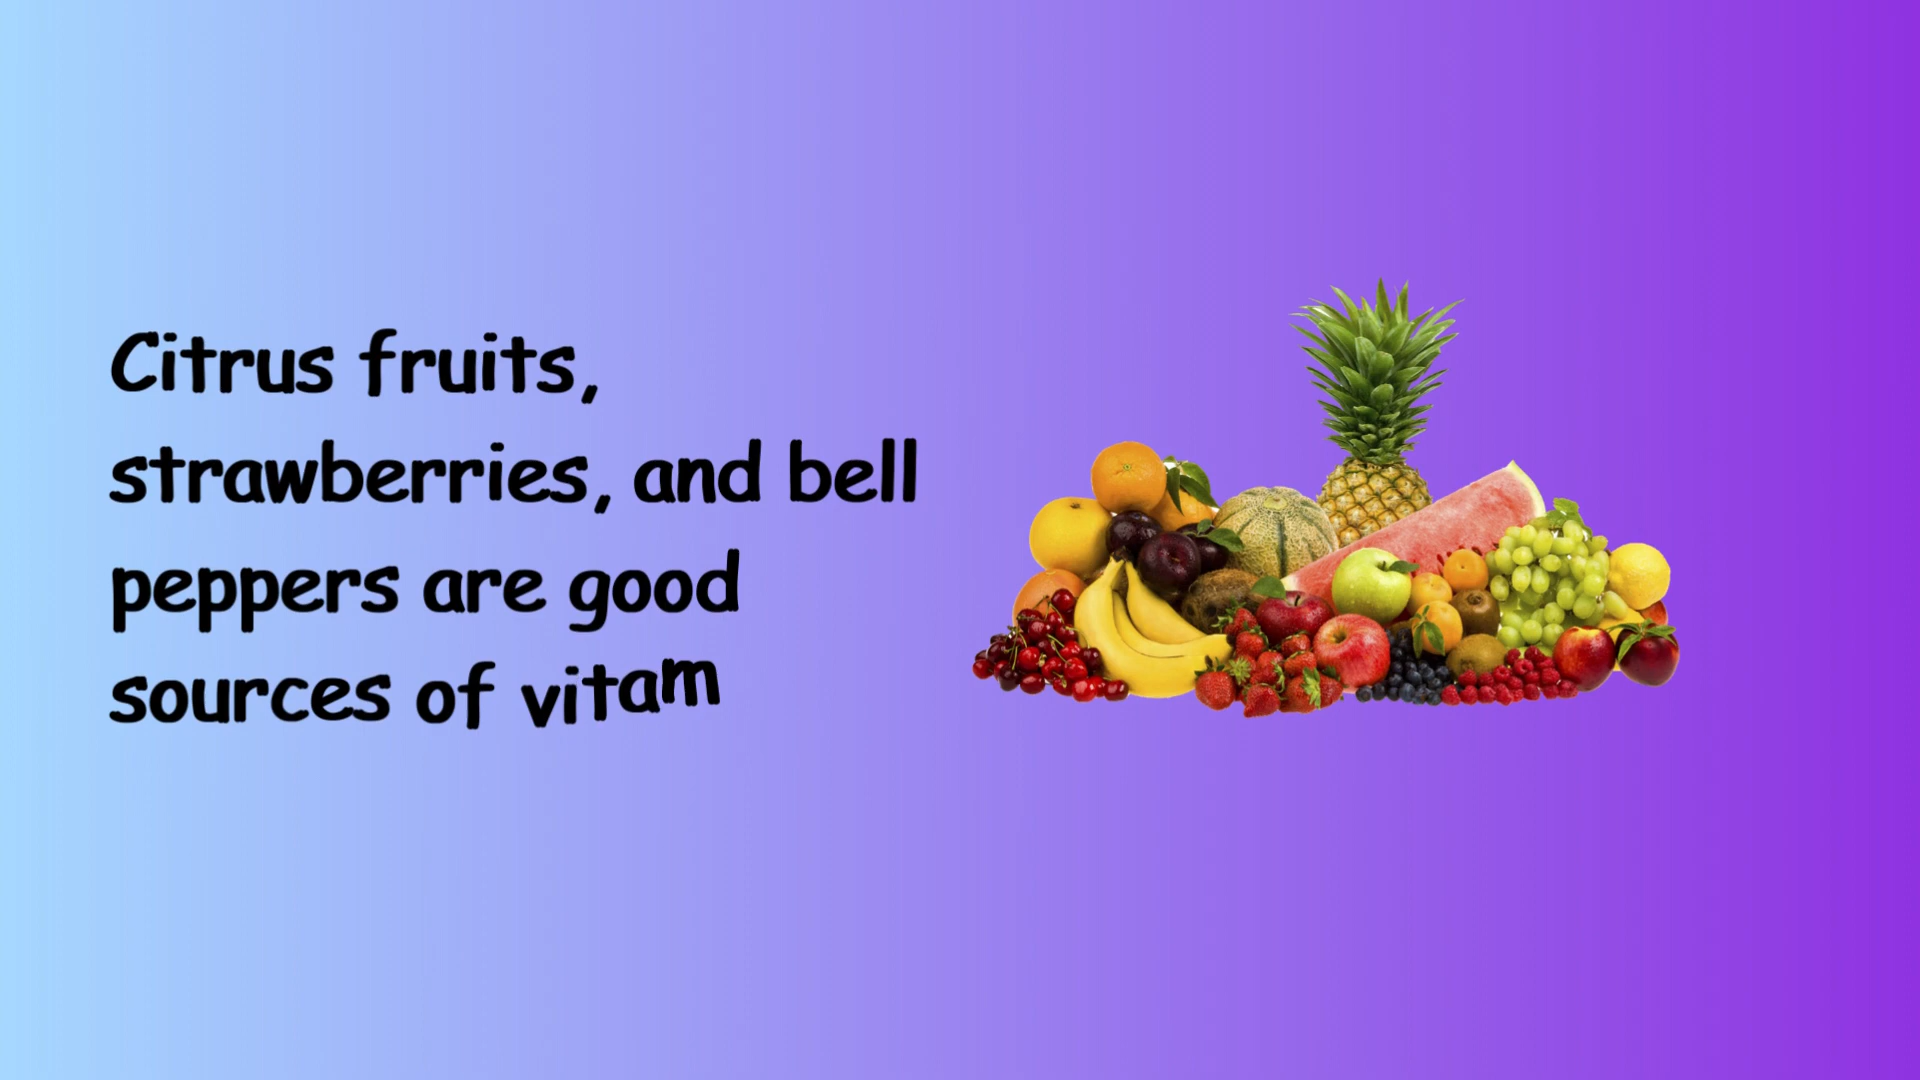 Citrus fruits,
strawberries, and bell
peppers are good
sources of vitam